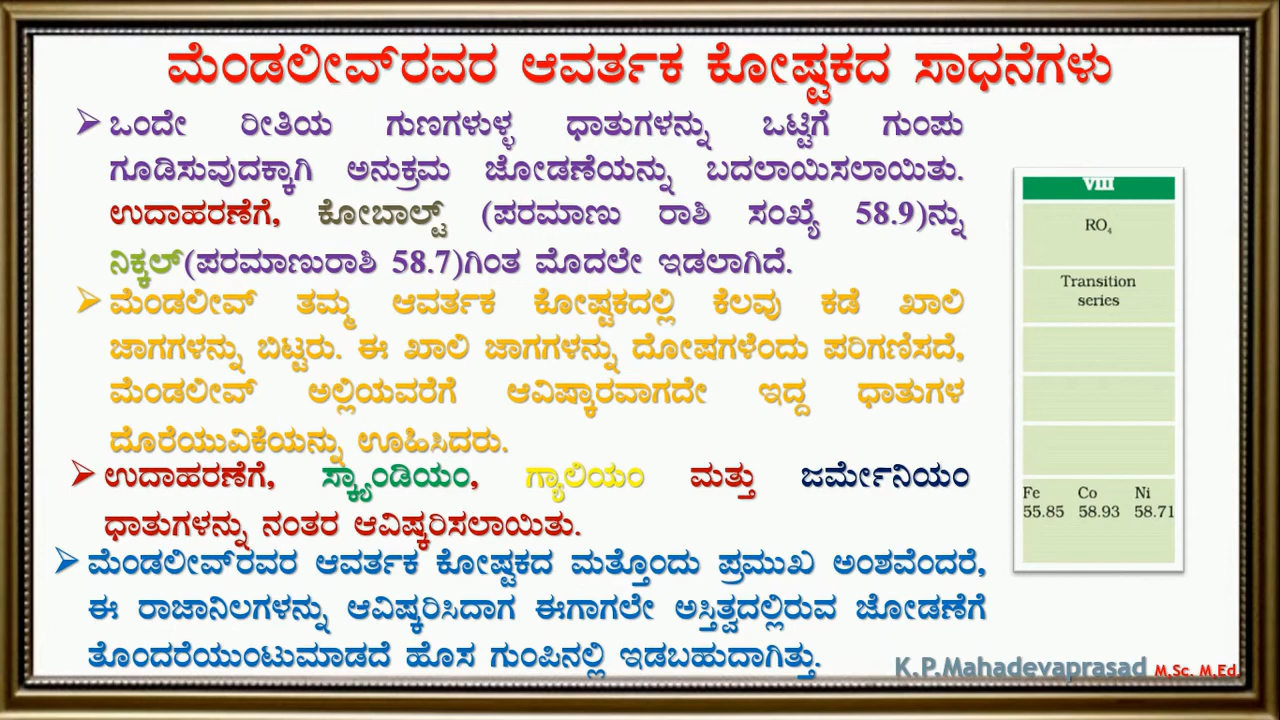 ಮೆಂಡಲೀವ್‌ರವರ ಆವರ್ತಕ ಕೋಷ್ಟಕದ ಸಾಧನೆಗಳು
ಒಂದೇ ರೀತಿಯ ಗುಣಗಳುಳ್ಳ ಧಾತುಗಳನ್ನು ಒಟ್ಟಿಗೆ ಗುಂಪು
ಗೂಡಿಸುವುದಕ್ಕಾಗಿ ಅನುಕ್ರಮ ಜೋಡಣೆಯನ್ನು ಬದಲಾಯಿಸಲಾಯಿತು.
ಉದಾಹರಣೆಗೆ, ಕೋಬಾಲ್ಟ್ (ಪರಮಾಣು ರಾಶಿ ಸಂಖ್ಯೆ 58.9)ನ್ನು
ನಿಕ್ಕಲ್(ಪರಮಾಣುರಾಶಿ 58.7)ಗಿಂತ ಮೊದಲೇ ಇಡಲಾಗಿದೆ.
ಮೆಂಡಲೀವ್ ತಮ್ಮ ಆವರ್ತಕ ಕೋಷ್ಟಕದಲ್ಲಿ ಕೆಲವು ಕಡೆ ಖಾಲಿ
ಜಾಗಗಳನ್ನು ಬಿಟ್ಟರು. ಈ ಖಾಲಿ ಜಾಗಗಳನ್ನು ದೋಷಗಳೆಂದು ಪರಿಗಣಿಸದೆ,
ಮೆಂಡಲೀವ್ ಅಲ್ಲಿಯವರೆಗೆ ಆವಿಷ್ಕಾರವಾಗದೇ ಇದ್ದ ಧಾತುಗಳ
ದೊರೆಯುವಿಕೆಯನ್ನು ಊಹಿಸಿದರು.
ಉದಾಹರಣೆಗೆ, ಸ್ಕ್ಯಾಂಡಿಯಂ, ಗ್ಯಾಲಿಯಂ ಮತ್ತು ಜರ್ಮೇನಿಯಂ
ಧಾತುಗಳನ್ನು ನಂತರ ಆವಿಷ್ಕರಿಸಲಾಯಿತು.
ಮೆಂಡಲೀವ್‌ರವರ ಆವರ್ತಕ ಕೋಷ್ಟಕದ ಮತ್ತೊಂದು ಪ್ರಮುಖ ಅಂಶವೆಂದರೆ,
ಈ ರಾಜಾನಿಲಗಳನ್ನು ಆವಿಷ್ಕರಿಸಿದಾಗ ಈಗಾಗಲೇ ಅಸ್ತಿತ್ವದಲ್ಲಿರುವ ಜೋಡಣೆಗೆ
ತೊಂದರೆಯುಂಟುಮಾಡದೆ ಹೊಸ ಗುಂಪಿನಲ್ಲಿ ಇಡಬಹುದಾಗಿತ್ತು.
VIII
RO₄
Transition
series
Fe Co Ni
55.85 58.93 58.71
K.P.Mahadevaprasad M.Sc. M.Ed.